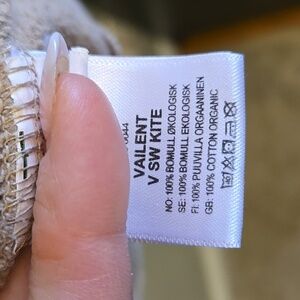 VAILENT
V SW KITE
NO: 100% BOMULL ØKOLOGISK
SE: 100% BOMULL EKOLOGISK
FI: 100% PUUVILLA ORGAANINEN
GB: 100% COTTON ORGANIC